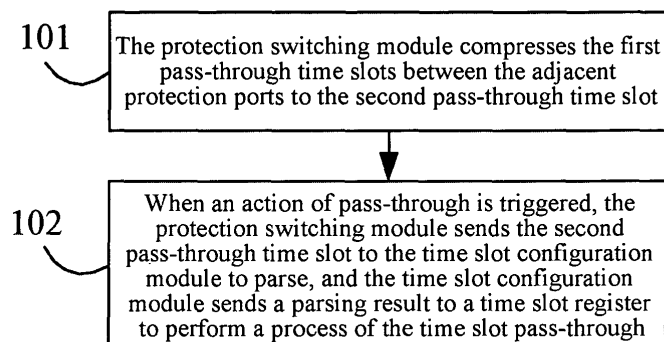 101
The protection switching module compresses the first
pass-through time slots between the adjacent
protection ports to the second pass-through time slot
102
When an action of pass-through is triggered, the
protection switching module sends the second
pass-through time slot to the time slot configuration
module to parse, and the time slot configuration
module sends a parsing result to a time slot register
to perform a process of the time slot pass-through